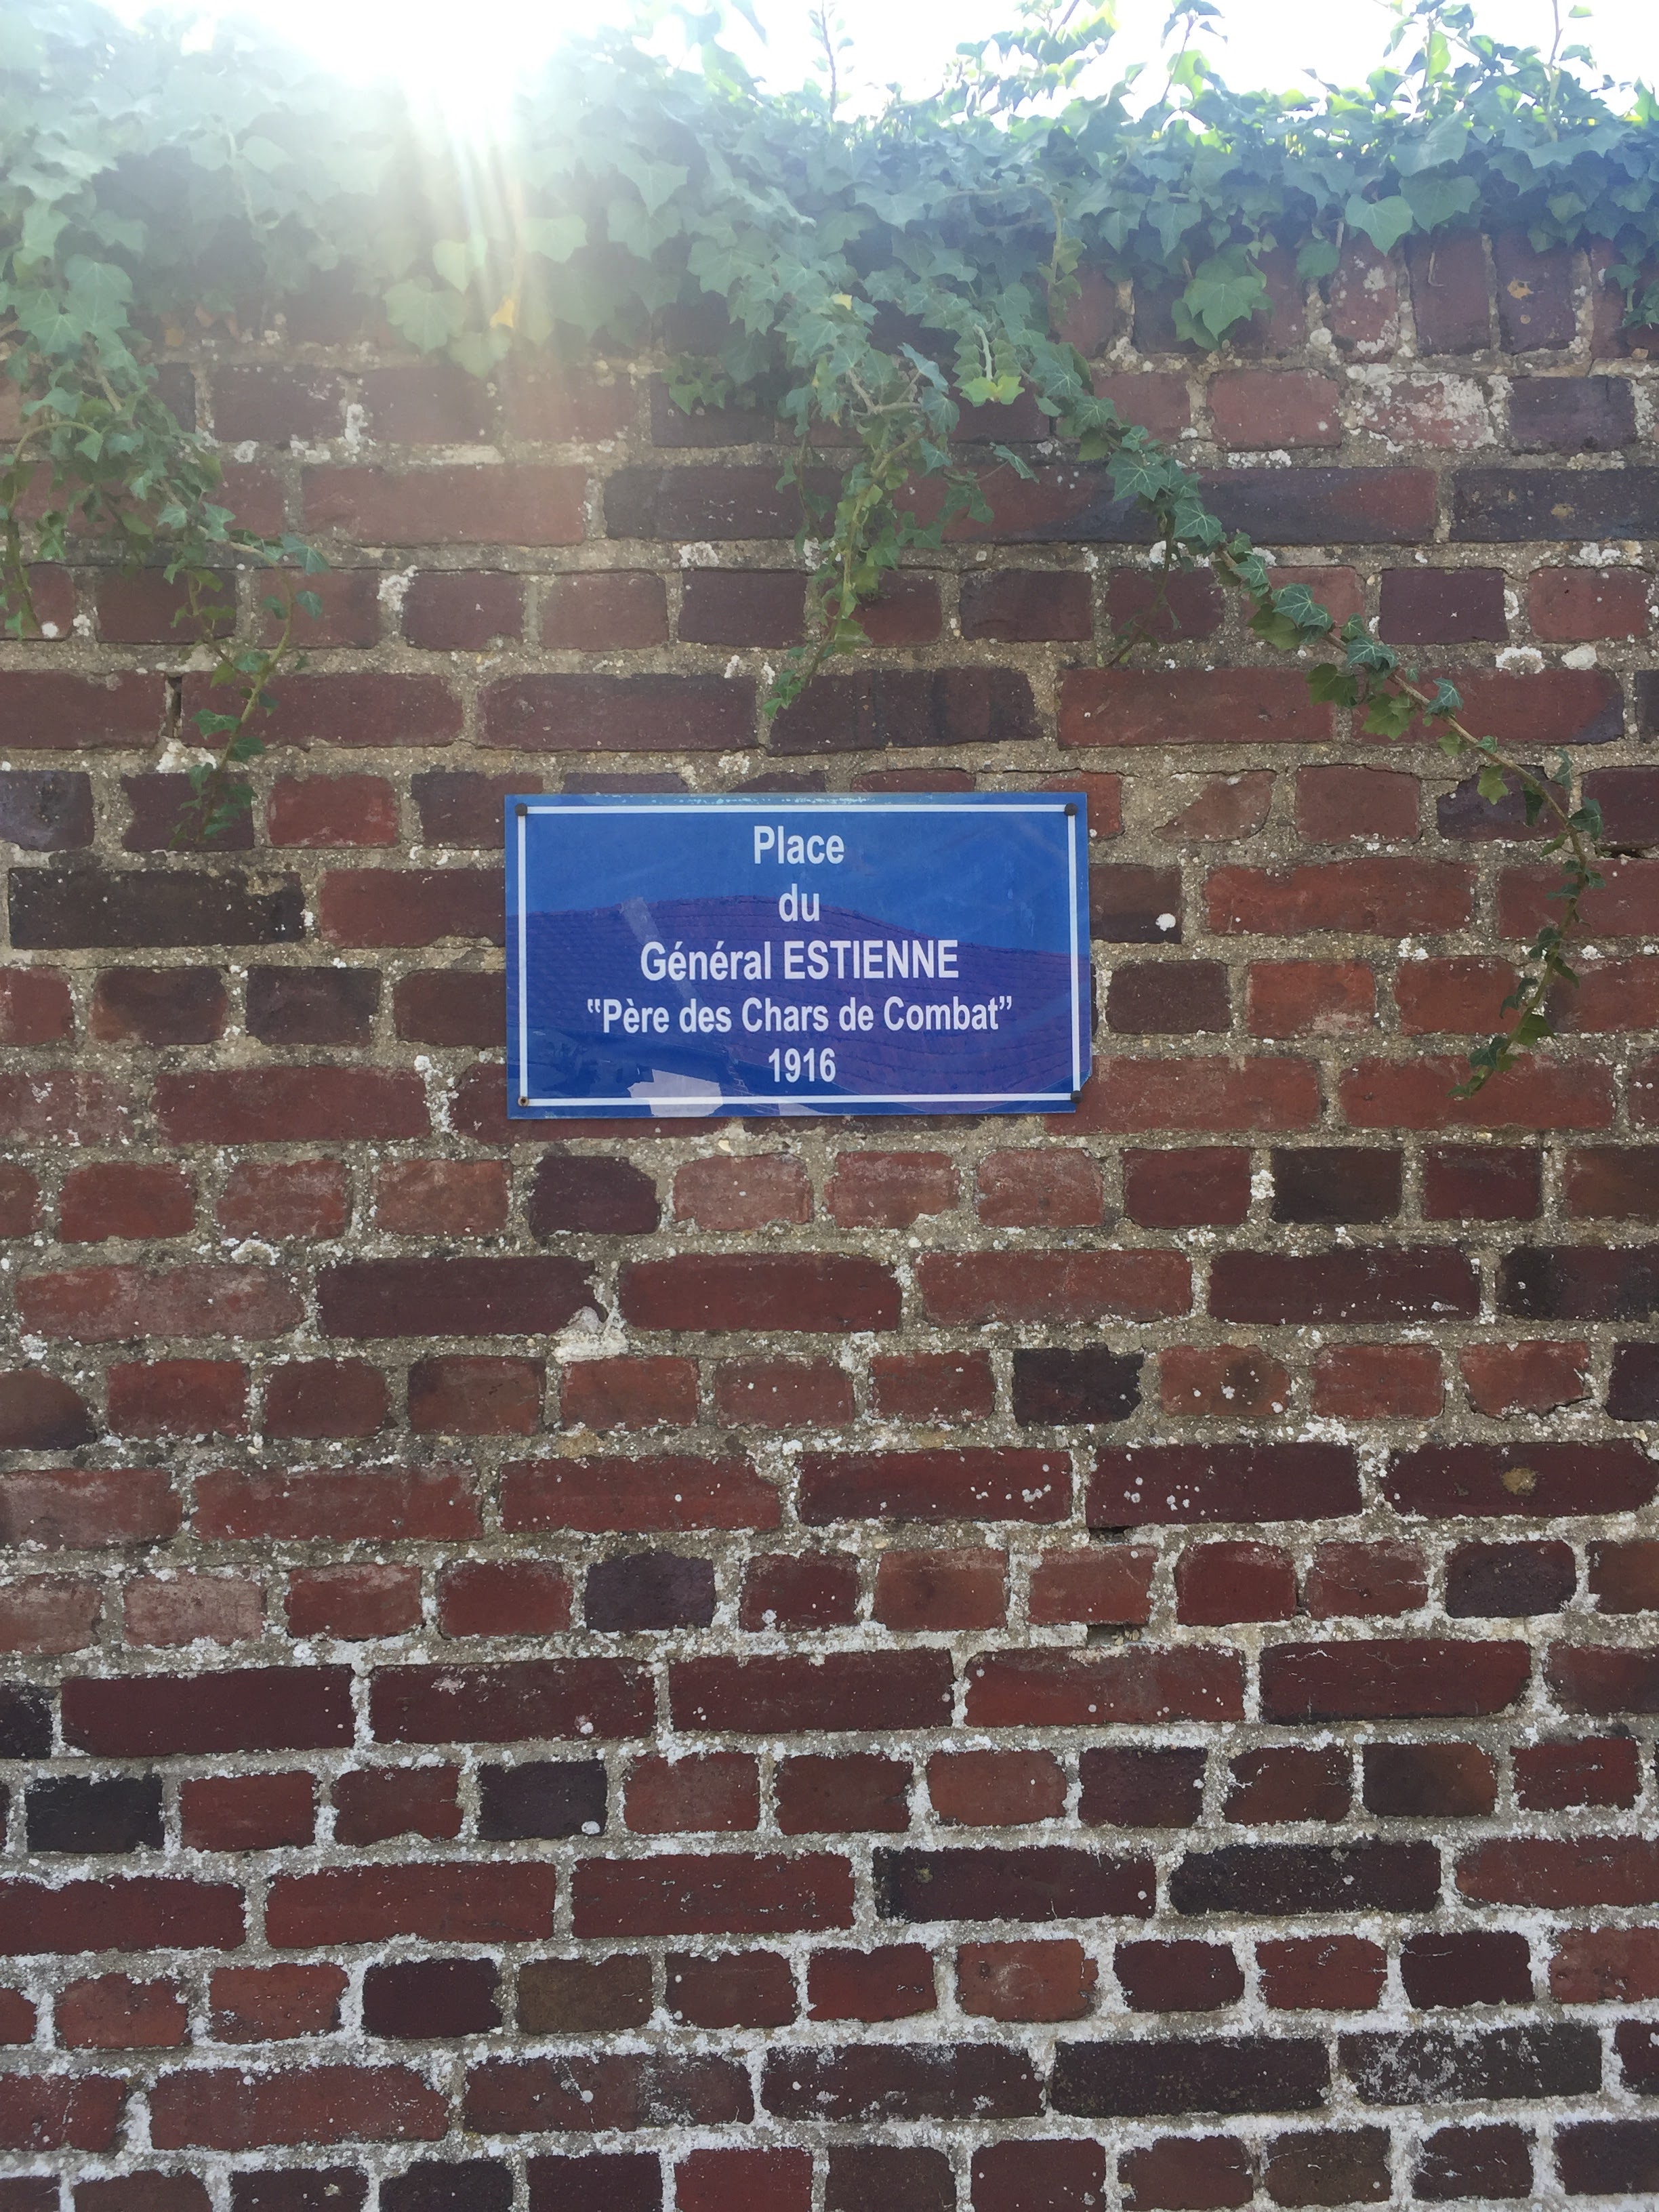 Place
du
Général ESTIENNE
“Père des Chars de Combat”
1916